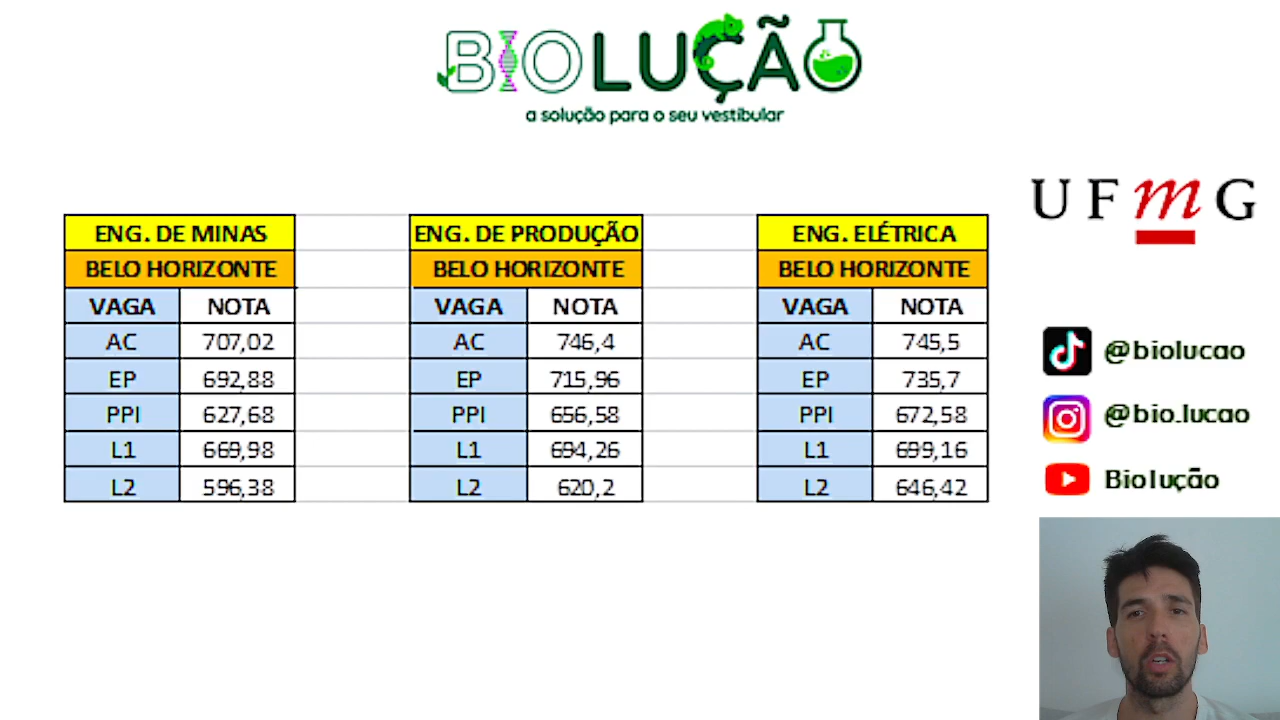 BIOLUÇÃO
a solução para o seu vestibular
UFmG
ENG. DE MINAS
BELO HORIZONTE
VAGA NOTA
AC 707,02
EP 692,88
PPI 627,68
L1 669,98
L2 596,38
ENG. DE PRODUÇÃO
BELO HORIZONTE
VAGA NOTA
AC 746,4
EP 715,96
PPI 656,58
L1 694,26
L2 620,2
ENG. ELÉTRICA
BELO HORIZONTE
VAGA NOTA
AC 745,5
EP 735,7
PPI 672,58
L1 699,16
L2 646,42
@biolucao
@bio.lucao
Biolução